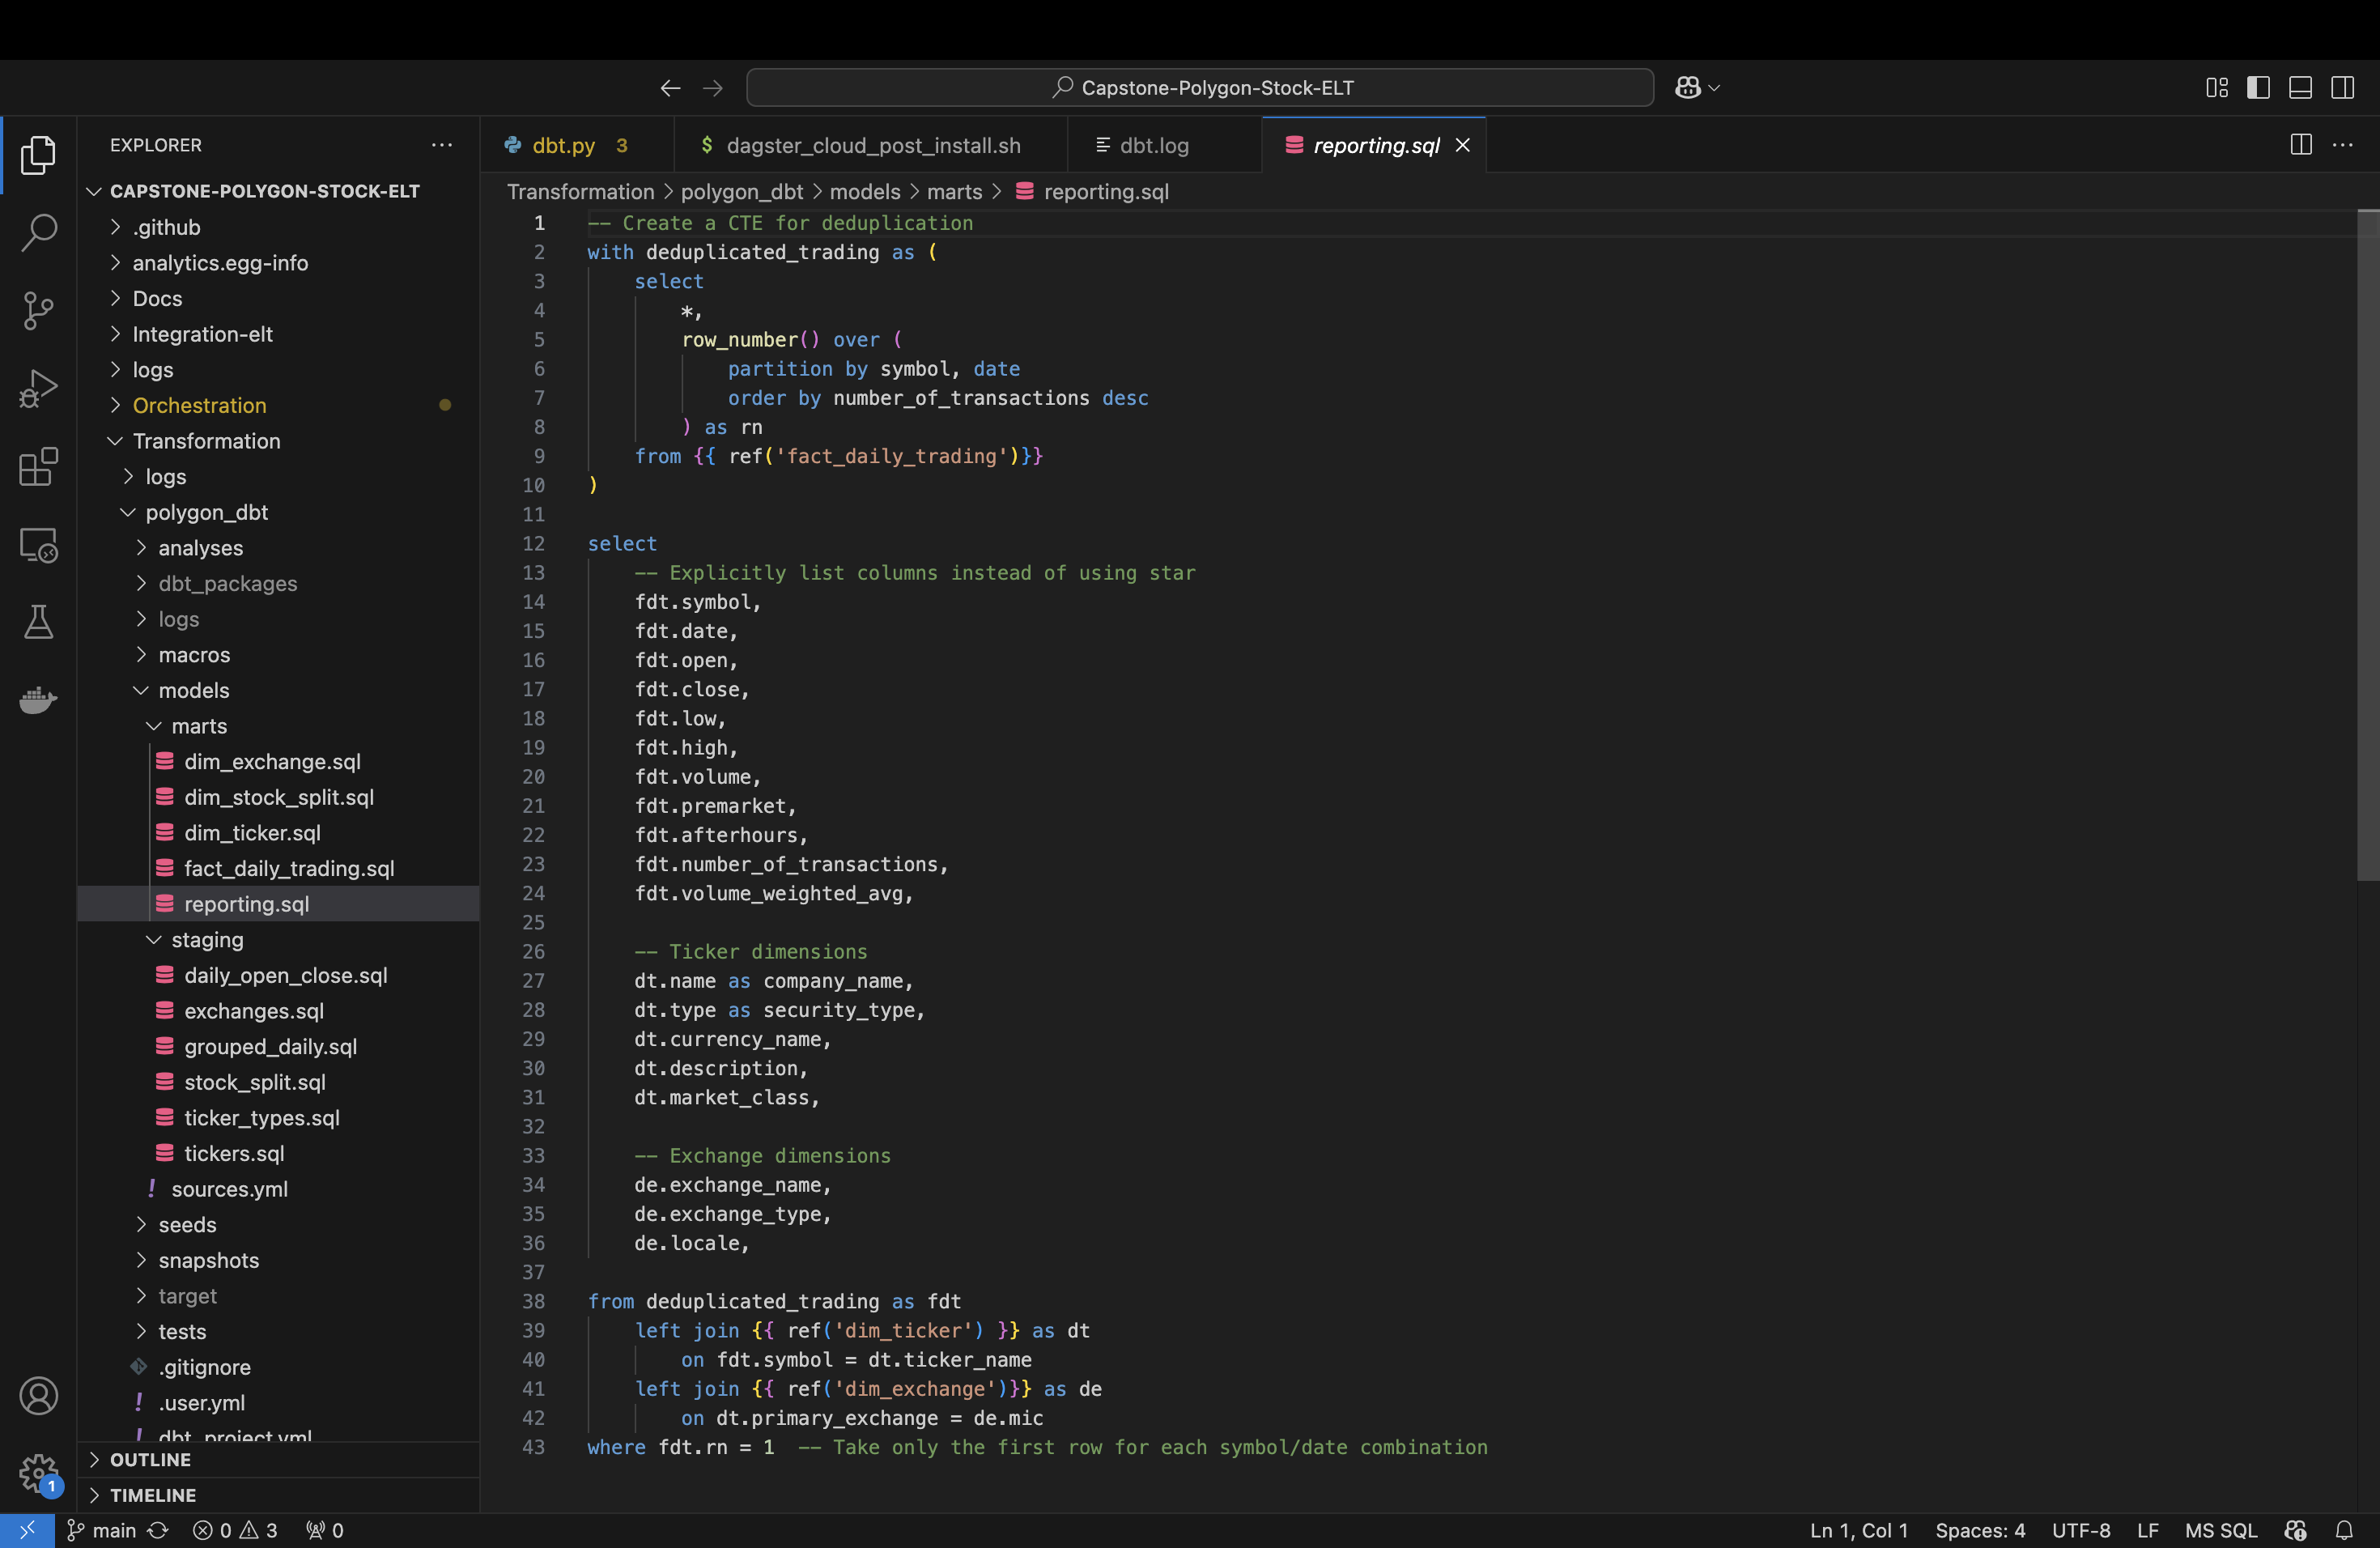 Capstone-Polygon-Stock-ELT
EXPLORER
CAPSTONE-POLYGON-STOCK-ELT
.github
analytics.egg-info
Docs
Integration-elt
logs
Orchestration
Transformation
logs
polygon_dbt
analyses
dbt_packages
logs
macros
models
marts
dim_exchange.sql
dim_stock_split.sql
dim_ticker.sql
fact_daily_trading.sql
reporting.sql
staging
daily_open_close.sql
exchanges.sql
grouped_daily.sql
stock_split.sql
ticker_types.sql
tickers.sql
! sources.yml
seeds
snapshots
target
tests
.gitignore
! .user.yml
! dbt_project.yml
OUTLINE
TIMELINE
1
dbt.py 3 $ dagster_cloud_post_install.sh dbt.log reporting.sql
Transformation > polygon_dbt > models > marts > reporting.sql
1 -- Create a CTE for deduplication
2 with deduplicated_trading as (
3 select
4 *,
5 row_number() over (
6 partition by symbol, date
7 order by number_of_transactions desc
8 ) as rn
9 from {{ ref('fact_daily_trading')}}
10 )
11
12 select
13 -- Explicitly list columns instead of using star
14 fdt.symbol,
15 fdt.date,
16 fdt.open,
17 fdt.close,
18 fdt.low,
19 fdt.high,
20 fdt.volume,
21 fdt.premarket,
22 fdt.afterhours,
23 fdt.number_of_transactions,
24 fdt.volume_weighted_avg,
25
26 -- Ticker dimensions
27 dt.name as company_name,
28 dt.type as security_type,
29 dt.currency_name,
30 dt.description,
31 dt.market_class,
32
33 -- Exchange dimensions
34 de.exchange_name,
35 de.exchange_type,
36 de.locale,
37
38 from deduplicated_trading as fdt
39 left join {{ ref('dim_ticker') }} as dt
40 on fdt.symbol = dt.ticker_name
41 left join {{ ref('dim_exchange')}} as de
42 on dt.primary_exchange = de.mic
43 where fdt.rn = 1 -- Take only the first row for each symbol/date combination
main 0 3 0 Ln 1, Col 1 Spaces: 4 UTF-8 LF MS SQL